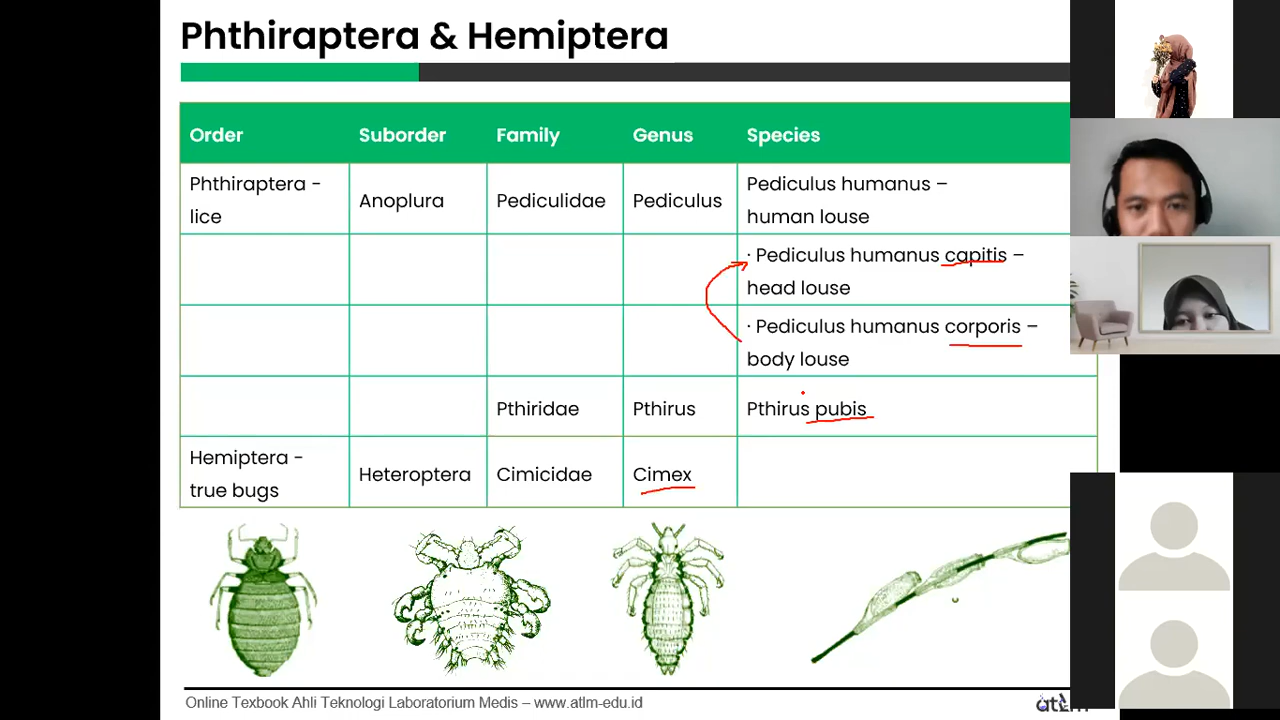 Phthiraptera & Hemiptera
Order Suborder Family Genus Species
Phthiraptera -
lice
Anoplura
Pediculidae
Pediculus
Pediculus humanus –
human louse
· Pediculus humanus capitis –
head louse
· Pediculus humanus corporis –
body louse
Pthiridae
Pthirus
Pthirus pubis
Hemiptera -
true bugs
Heteroptera
Cimicidae
Cimex
Online Texbook Ahli Teknologi Laboratorium Medis – www.atlm-edu.id